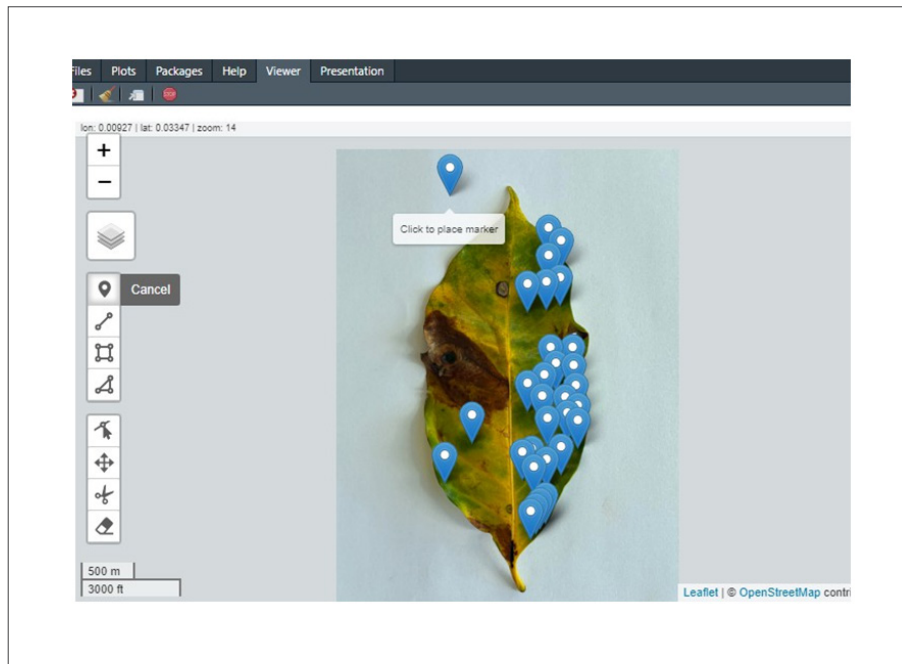 Files Plots Packages Help Viewer Presentation
STOP
lon: 0.00927 | lat: 0.03347 | zoom: 14
+
−
Click to place marker
Cancel
500 m
3000 ft
Leaflet | © OpenStreetMap contri